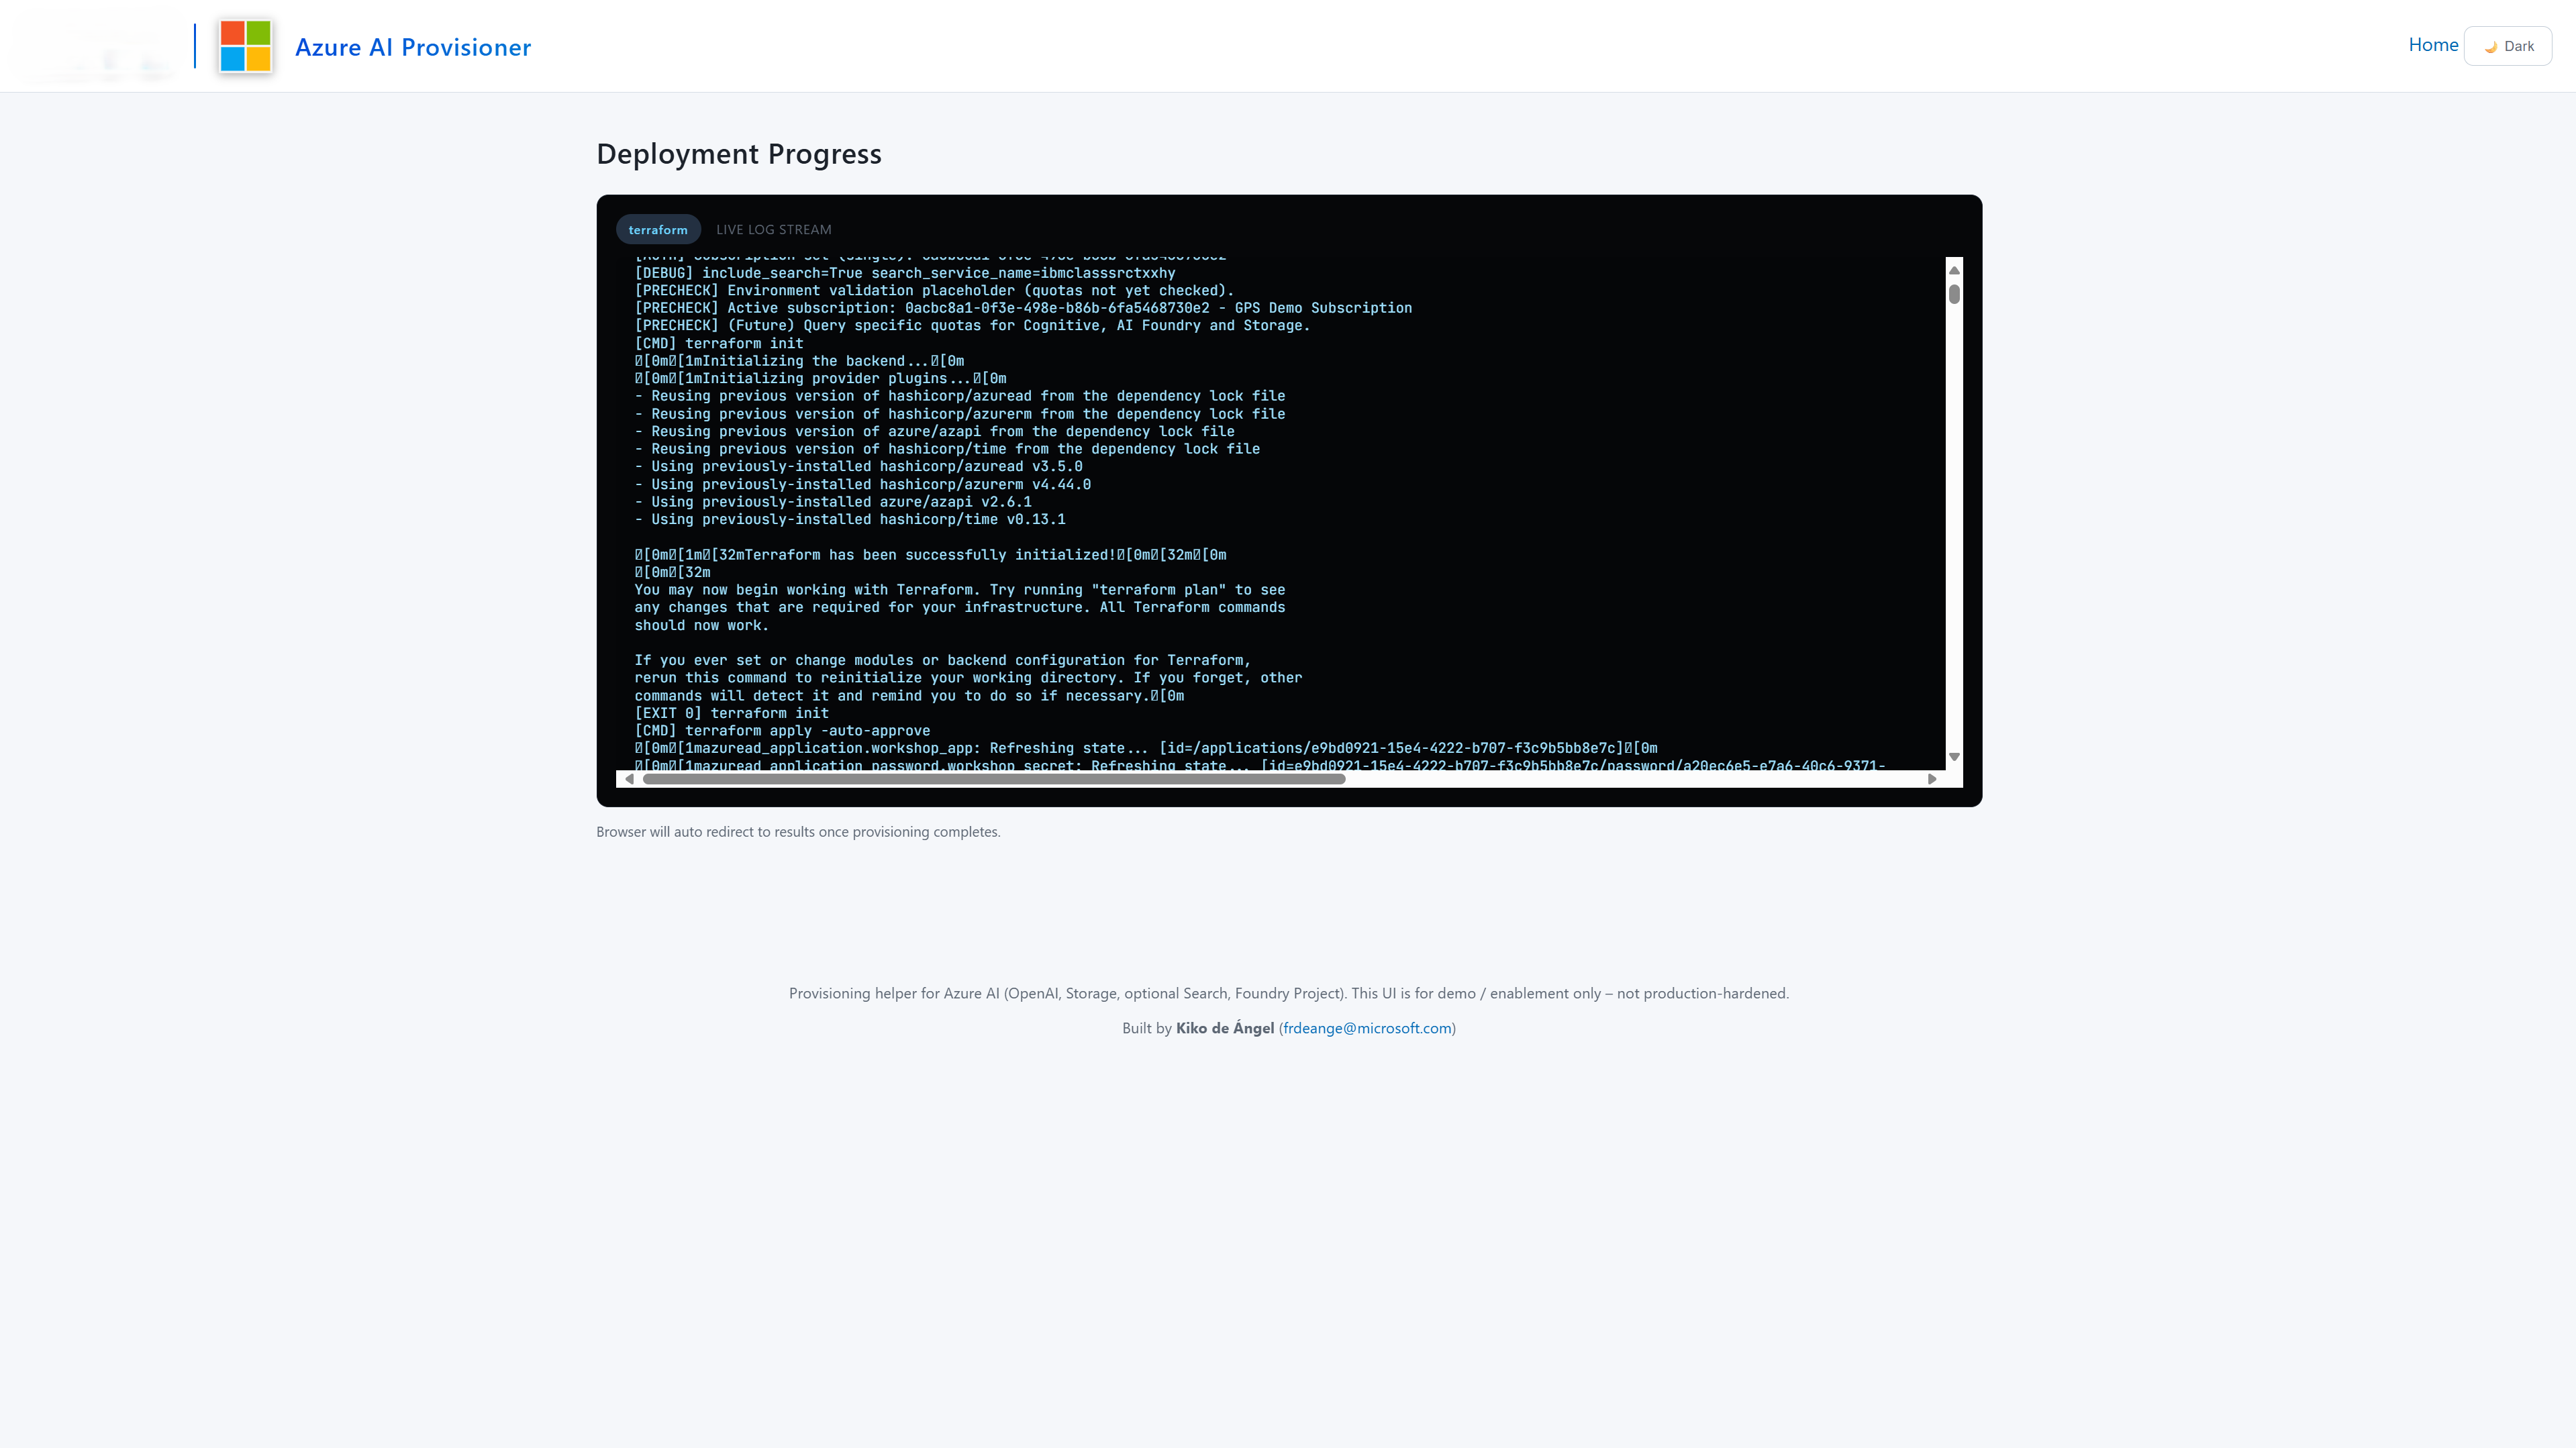 Azure AI Provisioner
Home
🌙 Dark
Deployment Progress
terraform
LIVE LOG STREAM
[DEBUG] include_search=True search_service_name=ibmclasssrctxxhy
[PRECHECK] Environment validation placeholder (quotas not yet checked).
[PRECHECK] Active subscription: 0acbc8a1-0f3e-498e-b86b-6fa5468730e2 - GPS Demo Subscription
[PRECHECK] (Future) Query specific quotas for Cognitive, AI Foundry and Storage.
[CMD] terraform init
[0m[1mInitializing the backend...[0m
[0m[1mInitializing provider plugins...[0m
- Reusing previous version of hashicorp/azuread from the dependency lock file
- Reusing previous version of hashicorp/azurerm from the dependency lock file
- Reusing previous version of azure/azapi from the dependency lock file
- Reusing previous version of hashicorp/time from the dependency lock file
- Using previously-installed hashicorp/azuread v3.5.0
- Using previously-installed hashicorp/azurerm v4.44.0
- Using previously-installed azure/azapi v2.6.1
- Using previously-installed hashicorp/time v0.13.1
[0m[1m[32mTerraform has been successfully initialized![0m[32m[0m
[0m[32m
You may now begin working with Terraform. Try running "terraform plan" to see
any changes that are required for your infrastructure. All Terraform commands
should now work.
If you ever set or change modules or backend configuration for Terraform,
rerun this command to reinitialize your working directory. If you forget, other
commands will detect it and remind you to do so if necessary.[0m
[EXIT 0] terraform init
[CMD] terraform apply -auto-approve
[0m[1mazuread_application.workshop_app: Refreshing state... [id=/applications/e9bd0921-15e4-4222-b707-f3c9b5bb8e7c][0m
[0m[1mazuread_application_password.workshop_secret: Refreshing state... [id=e9bd0921-15e4-4222-b707-f3c9b5bb8e7c/password/a20ec6e5-e7a6-40c6-9371-
Browser will auto redirect to results once provisioning completes.
Provisioning helper for Azure AI (OpenAI, Storage, optional Search, Foundry Project). This UI is for demo / enablement only – not production-hardened.
Built by Kiko de Ángel (frdeange@microsoft.com)